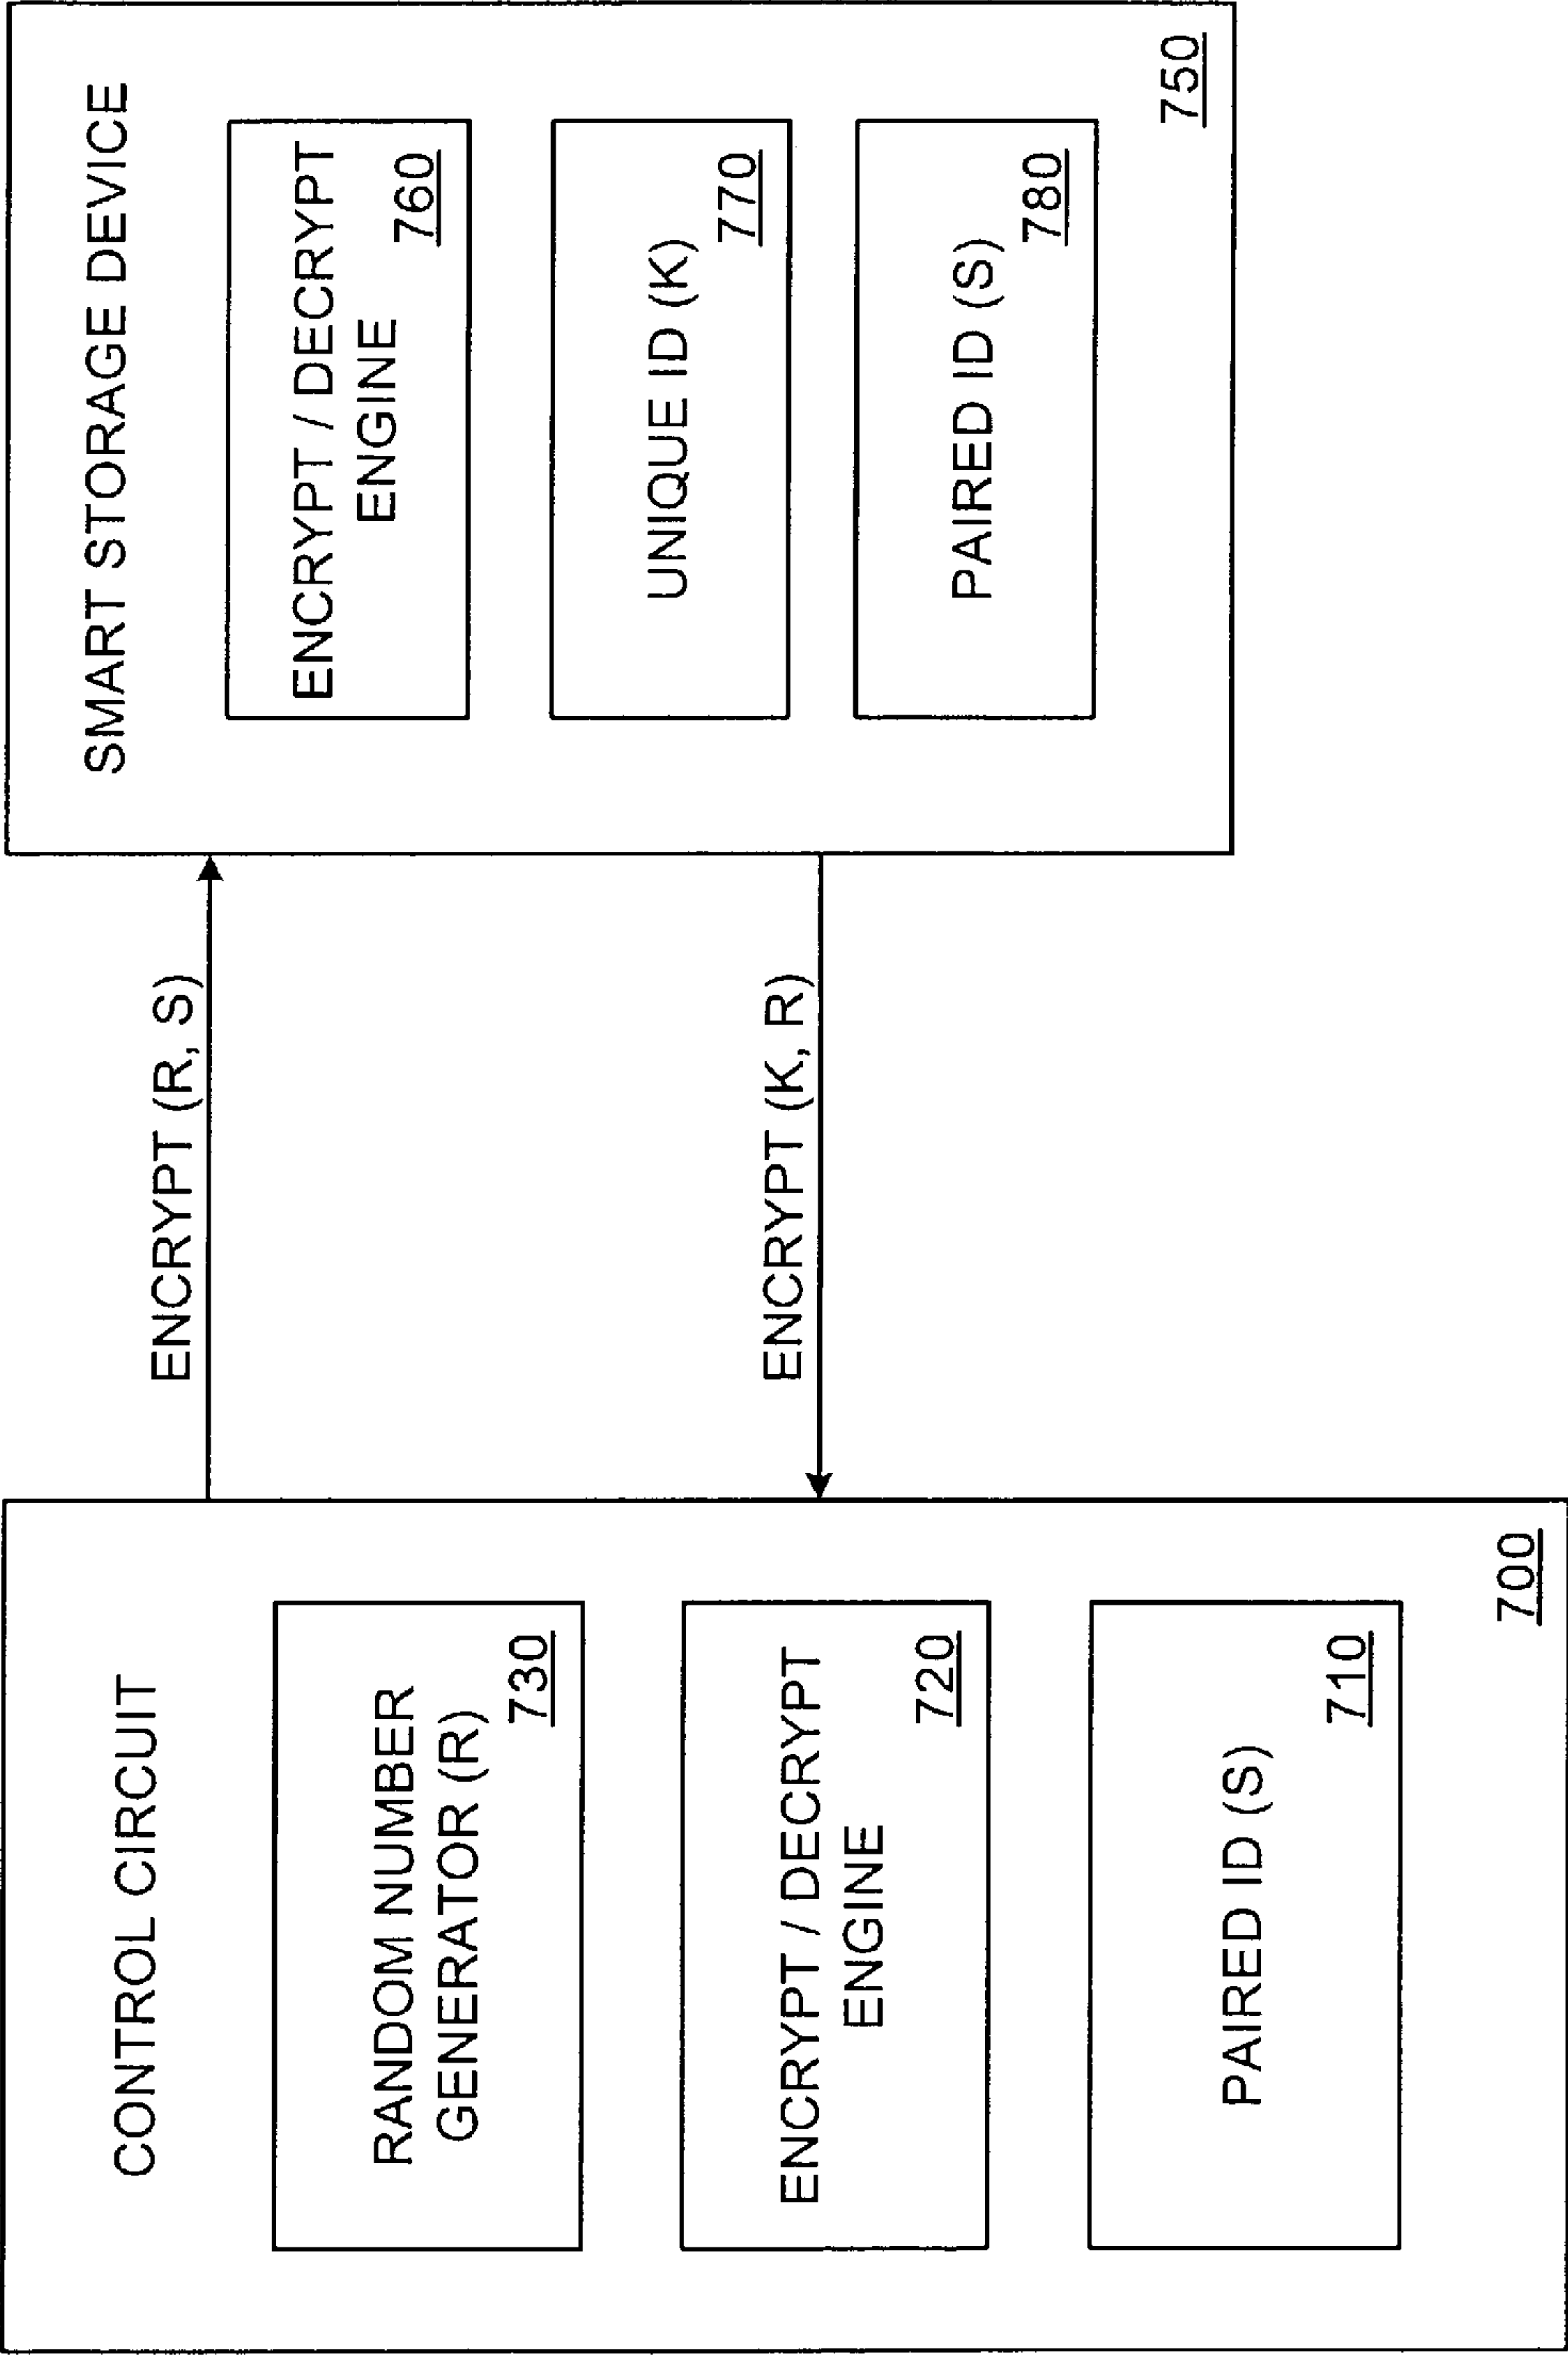 CONTROL CIRCUIT
RANDOM NUMBER
GENERATOR (R)
730
ENCRYPT / DECRYPT
ENGINE
720
PAIRED ID (S)
710
700
ENCRYPT (R, S)
ENCRYPT (K, R)
SMART STORAGE DEVICE
ENCRYPT / DECRYPT
ENGINE
760
UNIQUE ID (K)
770
PAIRED ID (S)
780
750